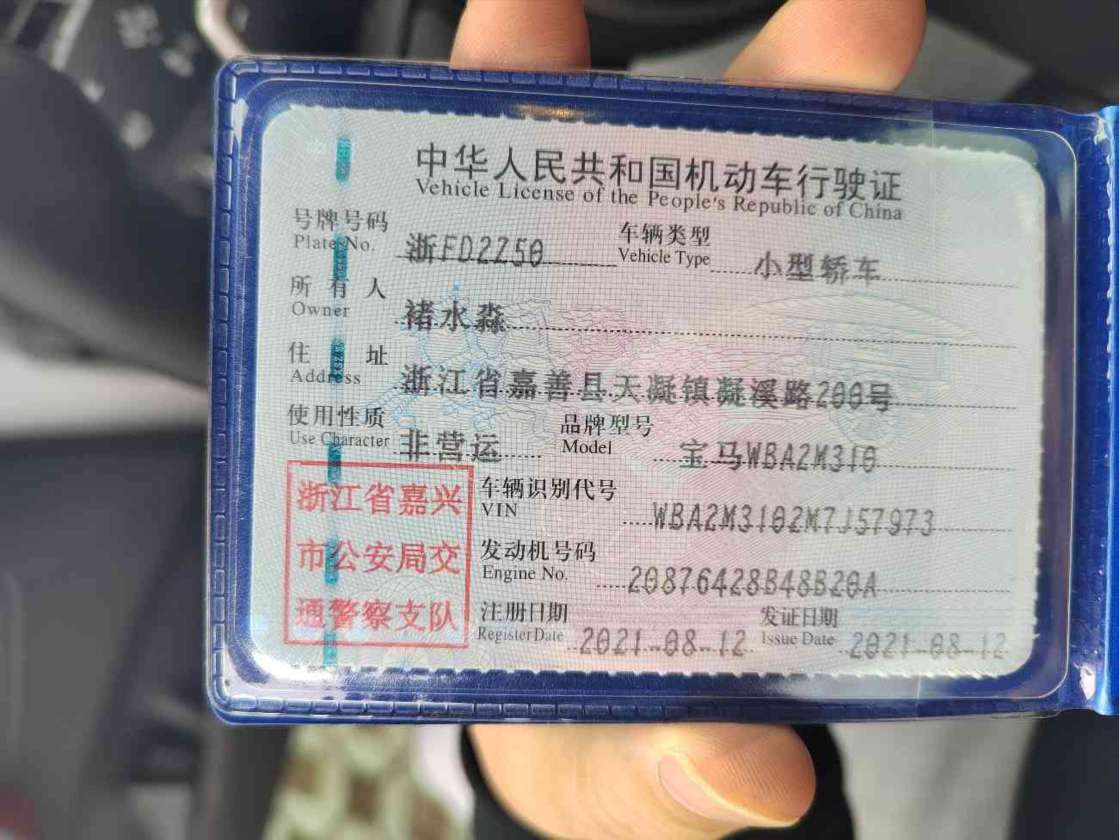 中华人民共和国机动车行驶证
Vehicle License of the People's Republic of China
号牌号码 浙FD2Z50 车辆类型 小型轿车
Plate No. Vehicle Type
所有人 褚水淼
Owner
住址 浙江省嘉善县天凝镇凝溪路200号
Address
使用性质 非营运 品牌型号 宝马WBA2M310
Use Character Model
浙江省嘉兴
市公安局交
通警察支队
车辆识别代号 WBA2M3102M7J57973
VIN
发动机号码 20876428B48B20A
Engine No.
注册日期 2021-08-12 发证日期 2021-08-12
Register Date Issue Date